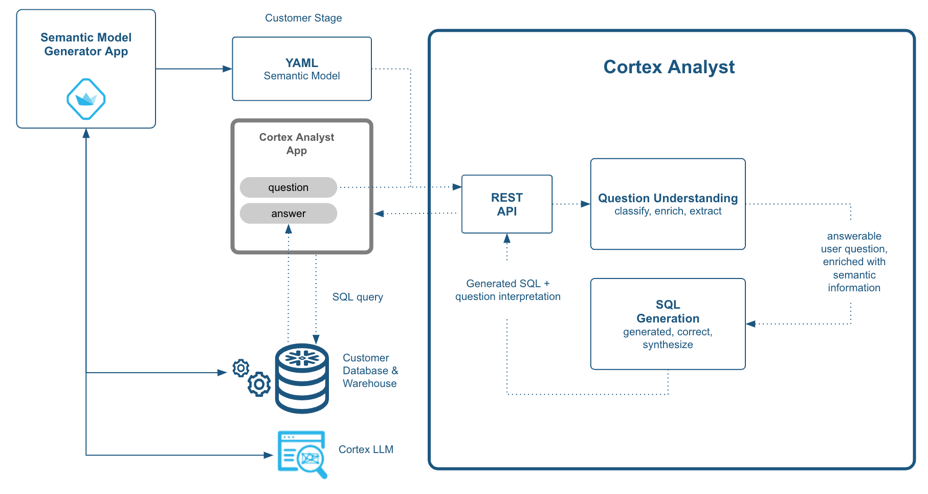 Customer Stage
Semantic Model
Generator App
YAML
Semantic Model
Cortex Analyst
Cortex Analyst
App
question
answer
REST
API
Question Understanding
classify, enrich, extract
answerable
user question,
enriched with
semantic
information
Generated SQL +
question interpretation
SQL
Generation
generated, correct,
synthesize
SQL query
Customer
Database &
Warehouse
Cortex LLM